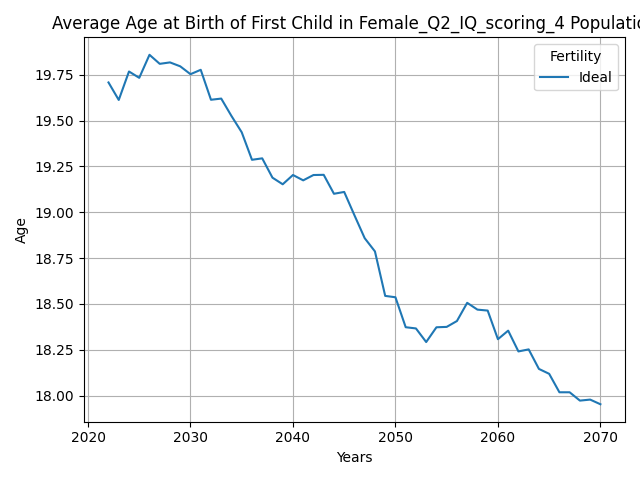 Average Age at Birth of First Child in Female_Q2_IQ_scoring_4 Populatio
Fertility
Ideal
19.75
19.50
19.25
19.00
18.75
18.50
18.25
18.00
Age
2020 2030 2040 2050 2060 2070
Years